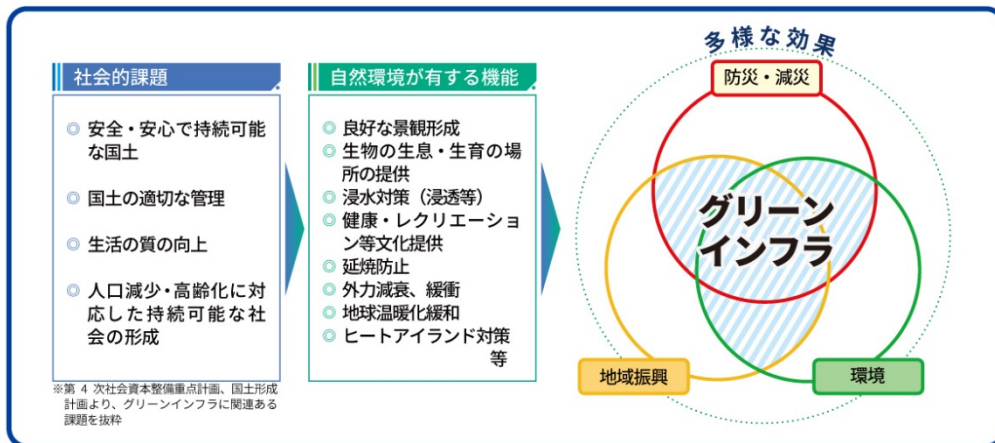 社会的課題
◎ 安全・安心で持続可能
な国土
◎ 国土の適切な管理
◎ 生活の質の向上
◎ 人口減少・高齢化に対
応した持続可能な社
会の形成
※第 4 次社会資本整備重点計画、国土形成
計画より、グリーンインフラに関連ある
課題を抜粋
自然環境が有する機能
◎ 良好な景観形成
◎ 生物の生息・生育の場
所の提供
◎ 浸水対策（浸透等）
◎ 健康・レクリエーショ
ン等文化提供
◎ 延焼防止
◎ 外力減衰、緩衝
◎ 地球温暖化緩和
◎ ヒートアイランド対策
等
多様な効果
防災・減災
グリーン
インフラ
地域振興
環境